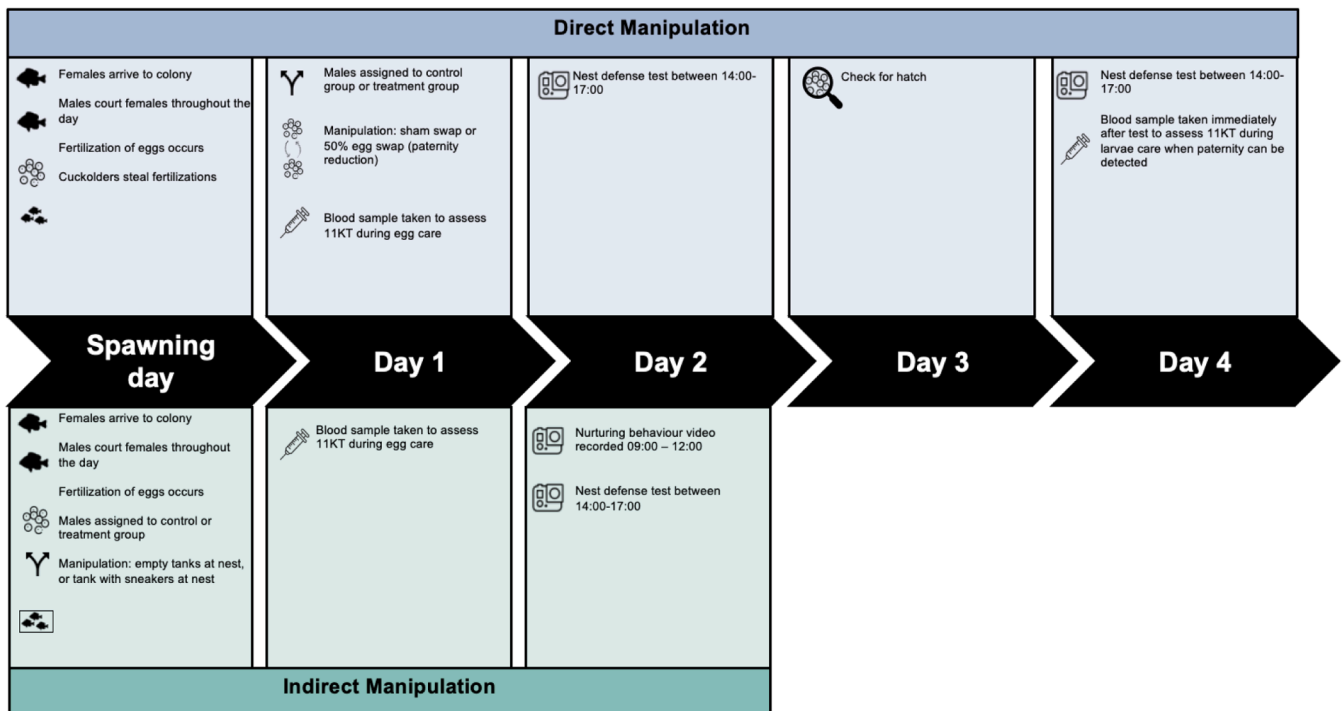 Direct Manipulation
Females arrive to colony
Males court females throughout the
day
Fertilization of eggs occurs
Cuckolders steal fertilizations
Males assigned to control
group or treatment group
Manipulation: sham swap or
50% egg swap (paternity
reduction)
Blood sample taken to assess
11KT during egg care
Nest defense test between 14:00-
17:00
Check for hatch
Nest defense test between 14:00-
17:00
Blood sample taken immediately
after test to assess 11KT during
larvae care when paternity can be
detected
Spawning
day
Day 1
Day 2
Day 3
Day 4
Females arrive to colony
Males court females throughout
the day
Fertilization of eggs occurs
Males assigned to control or
treatment group
Manipulation: empty tanks at nest,
or tank with sneakers at nest
Blood sample taken to assess
11KT during egg care
Nurturing behaviour video
recorded 09:00 – 12:00
Nest defense test between
14:00-17:00
Indirect Manipulation